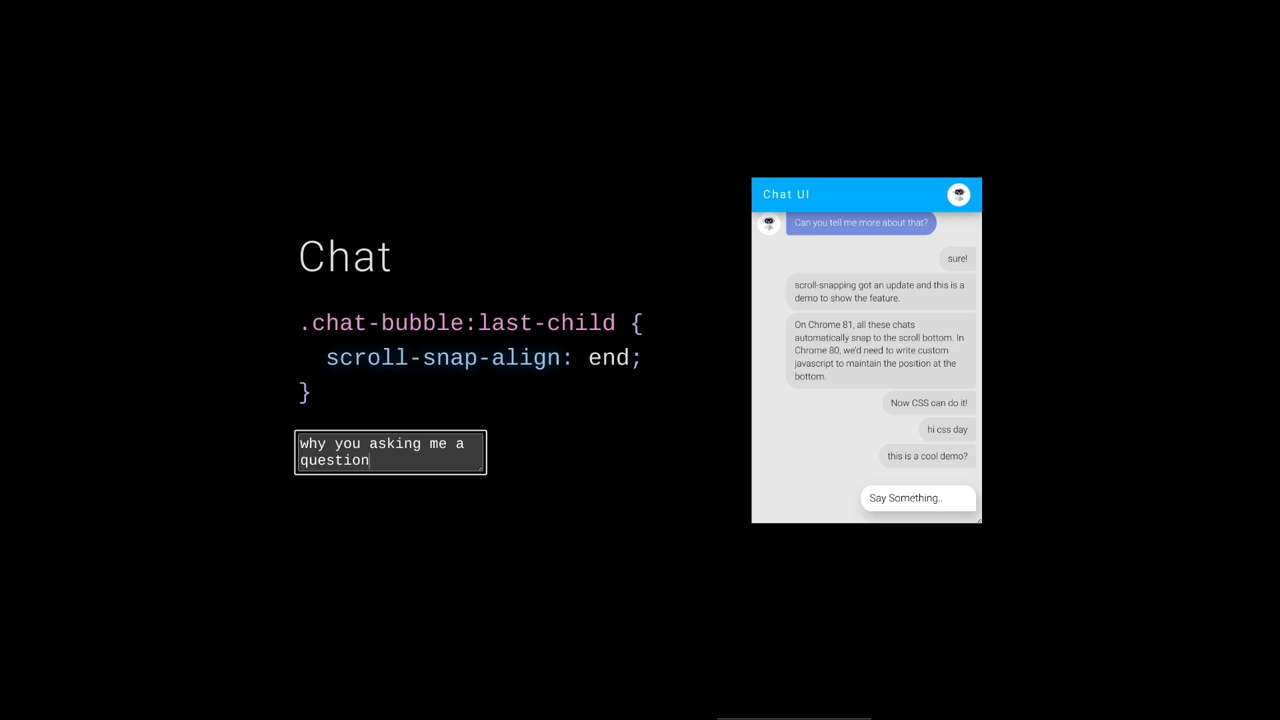 Chat
.chat-bubble:last-child {
scroll-snap-align: end;
}
why you asking me a
question
Chat UI
Can you tell me more about that?
sure!
scroll-snapping got an update and this is a
demo to show the feature.
On Chrome 81, all these chats
automatically snap to the scroll bottom. In
Chrome 80, we'd need to write custom
javascript to maintain the position at the
bottom.
Now CSS can do it!
hi css day
this is a cool demo?
Say Something..